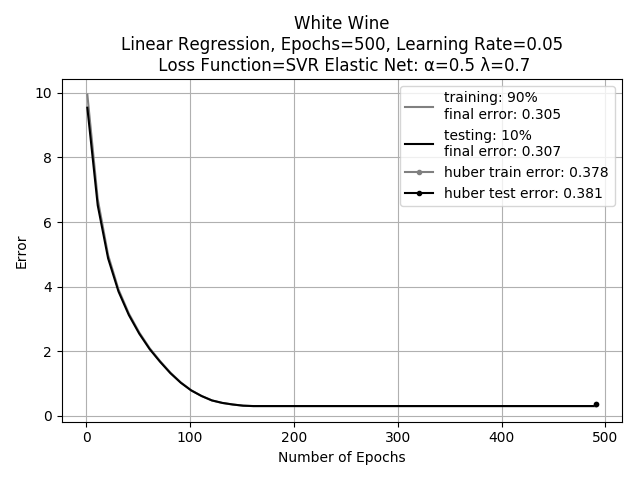 White Wine
Linear Regression, Epochs=500, Learning Rate=0.05
Loss Function=SVR Elastic Net: α=0.5 λ=0.7
10
8
6
4
2
0
Error
training: 90%
final error: 0.305
testing: 10%
final error: 0.307
huber train error: 0.378
huber test error: 0.381
0
100
200
300
400
500
Number of Epochs